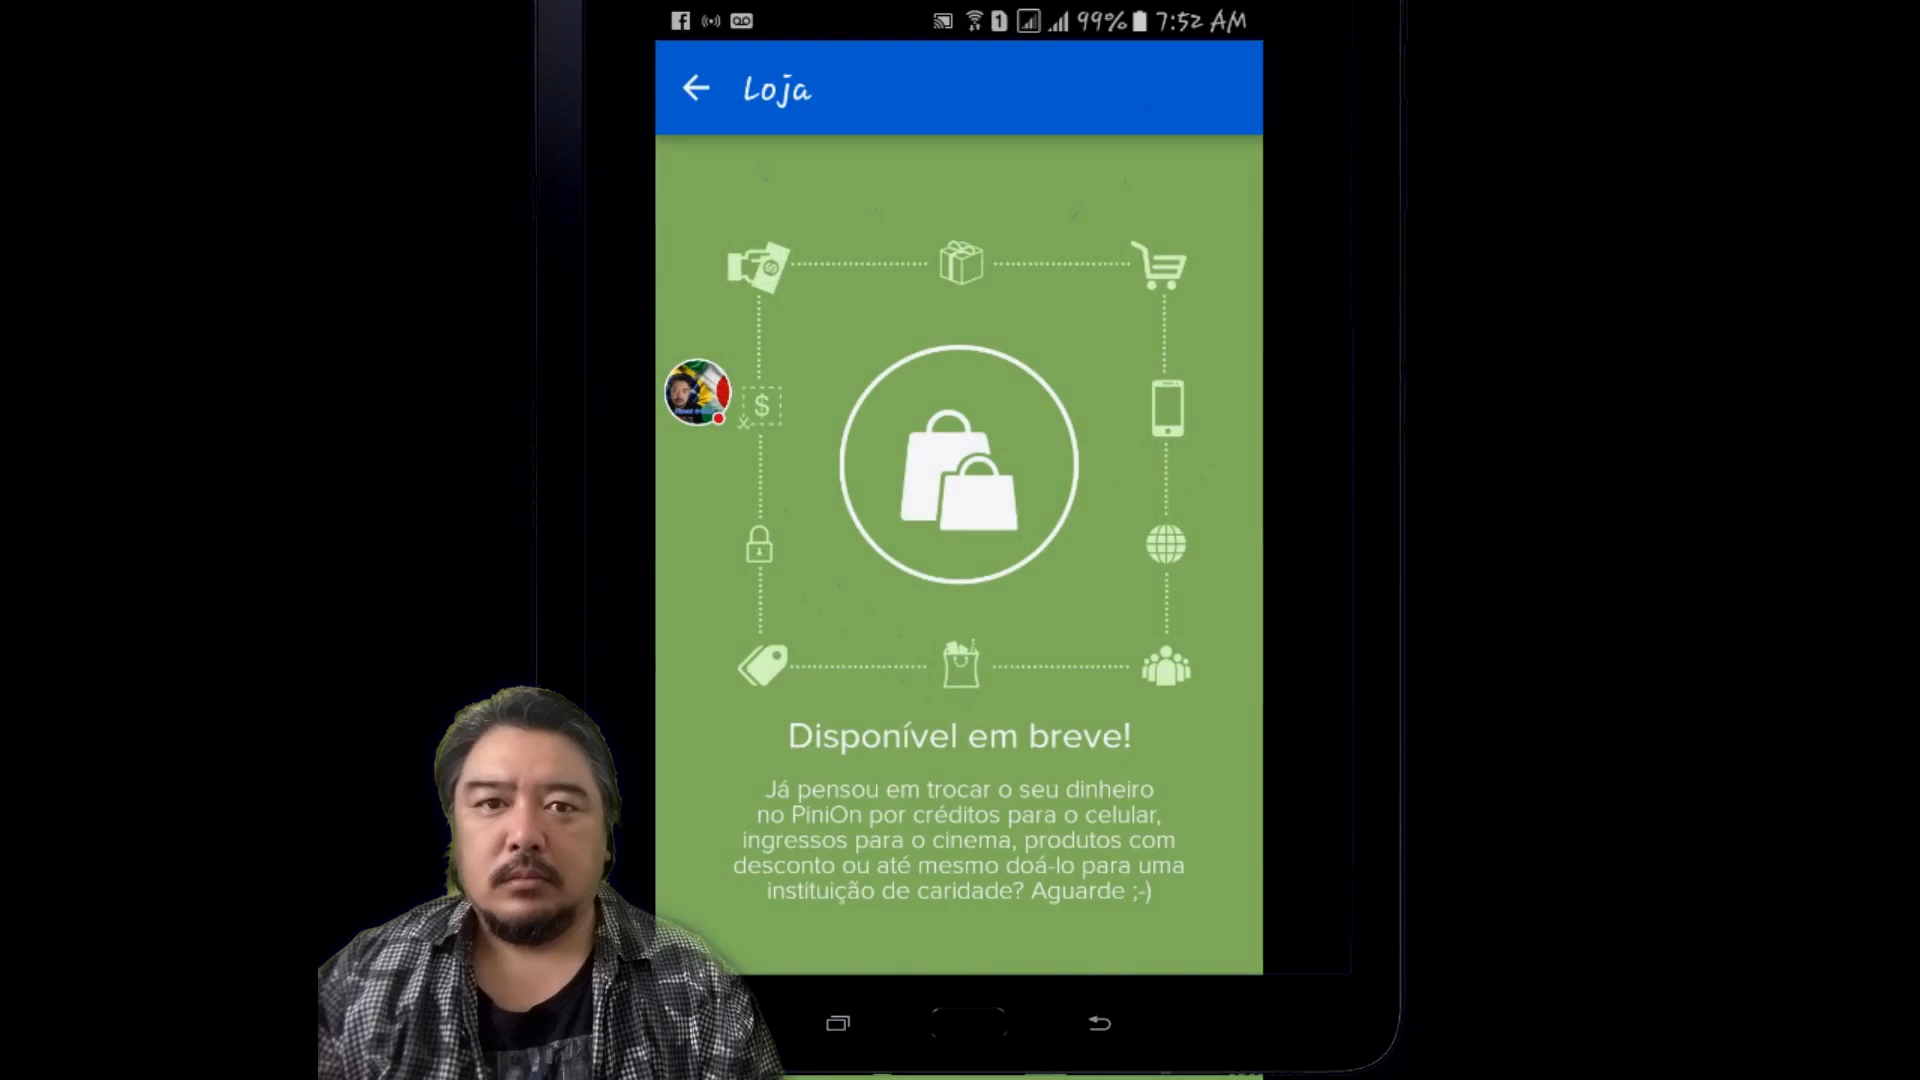 99% 7:52 AM
Loja
Disponível em breve!
Já pensou em trocar o seu dinheiro
no PiniOn por créditos para o celular,
ingressos para o cinema, produtos com
desconto ou até mesmo doá-lo para uma
instituição de caridade? Aguarde ;-)